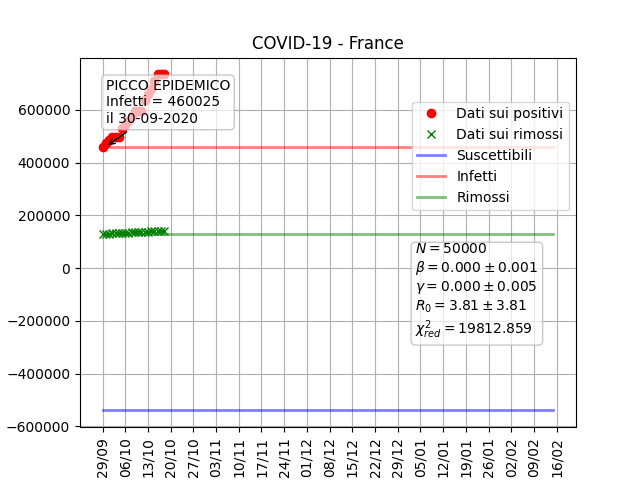 COVID-19 - France
PICCO EPIDEMICO
Infetti = 460025
il 30-09-2020
Dati sui positivi
Dati sui rimossi
Suscettibili
Infetti
Rimossi
N = 50000
β = 0.000 ± 0.001
γ = 0.000 ± 0.005
R₀ = 3.81 ± 3.81
χ²_red = 19812.859
600000
400000
200000
0
−200000
−400000
−600000
29/09 06/10 13/10 20/10 27/10 03/11 10/11 17/11 24/11 01/12 08/12 15/12 22/12 29/12 05/01 12/01 19/01 26/01 02/02 09/02 16/02